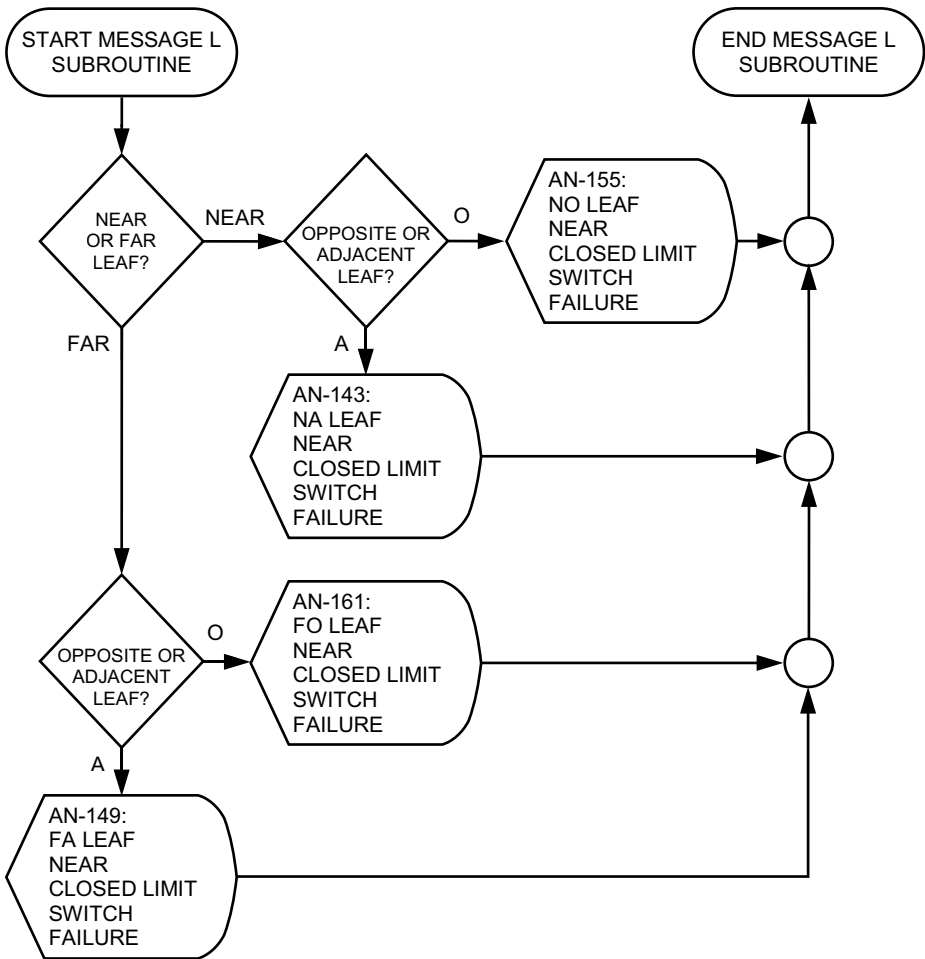 START MESSAGE L
SUBROUTINE
END MESSAGE L
SUBROUTINE
NEAR
OR FAR
LEAF?
NEAR
FAR
OPPOSITE OR
ADJACENT
LEAF?
O
A
AN-155:
NO LEAF
NEAR
CLOSED LIMIT
SWITCH
FAILURE
AN-143:
NA LEAF
NEAR
CLOSED LIMIT
SWITCH
FAILURE
OPPOSITE OR
ADJACENT
LEAF?
O
A
AN-161:
FO LEAF
NEAR
CLOSED LIMIT
SWITCH
FAILURE
AN-149:
FA LEAF
NEAR
CLOSED LIMIT
SWITCH
FAILURE